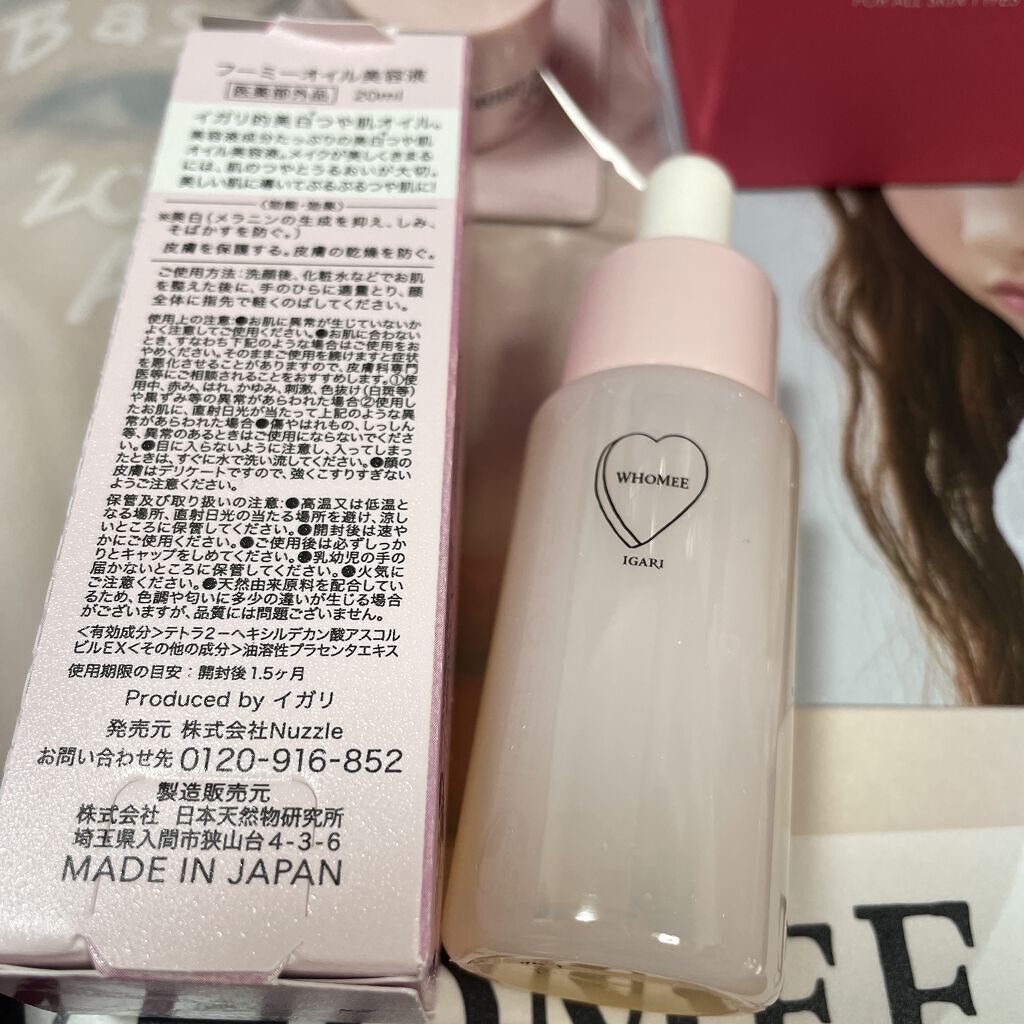 フーミーオイル美容液
医薬部外品 20ml
イガリ的美白つや肌オイル。
美容液成分たっぷりの美白つや肌
オイル美容液。メイクが美しくきまる
には、肌のつやとうるおいが大切。
美しい肌に導いてぷるぷるつや肌に!
〈効能・効果〉
※美白(メラニンの生成を抑え、しみ、
そばかすを防ぐ。)
皮膚を保護する。皮膚の乾燥を防ぐ。
ご使用方法:洗顔後、化粧水などでお肌
を整えた後に、手のひらに適量とり、顔
全体に指先で軽くのばしてください。
使用上の注意:●お肌に異常が生じていないか
よく注意してご使用ください。●お肌に合わない
とき、すなわち下記のような場合はご使用をお
やめください。そのままご使用を続けますと症状
を悪化させることがありますので、皮膚科専門
医等にご相談されることをおすすめします。①使
用中、赤み、はれ、かゆみ、刺激、色抜け(白斑等)
や黒ずみ等の異常があらわれた場合②使用し
たお肌に、直射日光が当たって上記のような異
常があらわれた場合●傷やはれもの、しっしん
等、異常のあるときはご使用にならないでくださ
い。●目に入らないように注意し、入ってしまっ
たときは、すぐに水で洗い流してください。●顔の
皮膚はデリケートですので、強くこすりすぎない
ようご注意ください。
保管及び取り扱いの注意:●高温又は低温と
なる場所、直射日光の当たる場所を避け、涼し
いところに保管してください。●開封後は速や
かにご使用ください。●ご使用後は必ずしっか
りとキャップをしめてください。●乳幼児の手の
届かないところに保管してください。●火気に
ご注意ください。●天然由来原料を配合してい
るため、色調や匂いに多少の違いが生じる場合
がございますが、品質には問題ございません。
<有効成分>テトラ2-ヘキシルデカン酸アスコル
ビルEX<その他の成分>油溶性プラセンタエキス
使用期限の目安:開封後1.5ヶ月
Produced by イガリ
発売元 株式会社Nuzzle
お問い合わせ先 0120-916-852
製造販売元
株式会社 日本天然物研究所
埼玉県入間市狭山台4-3-6
MADE IN JAPAN
WHOMEE
IGARI
FOR ALL SKIN TYPES